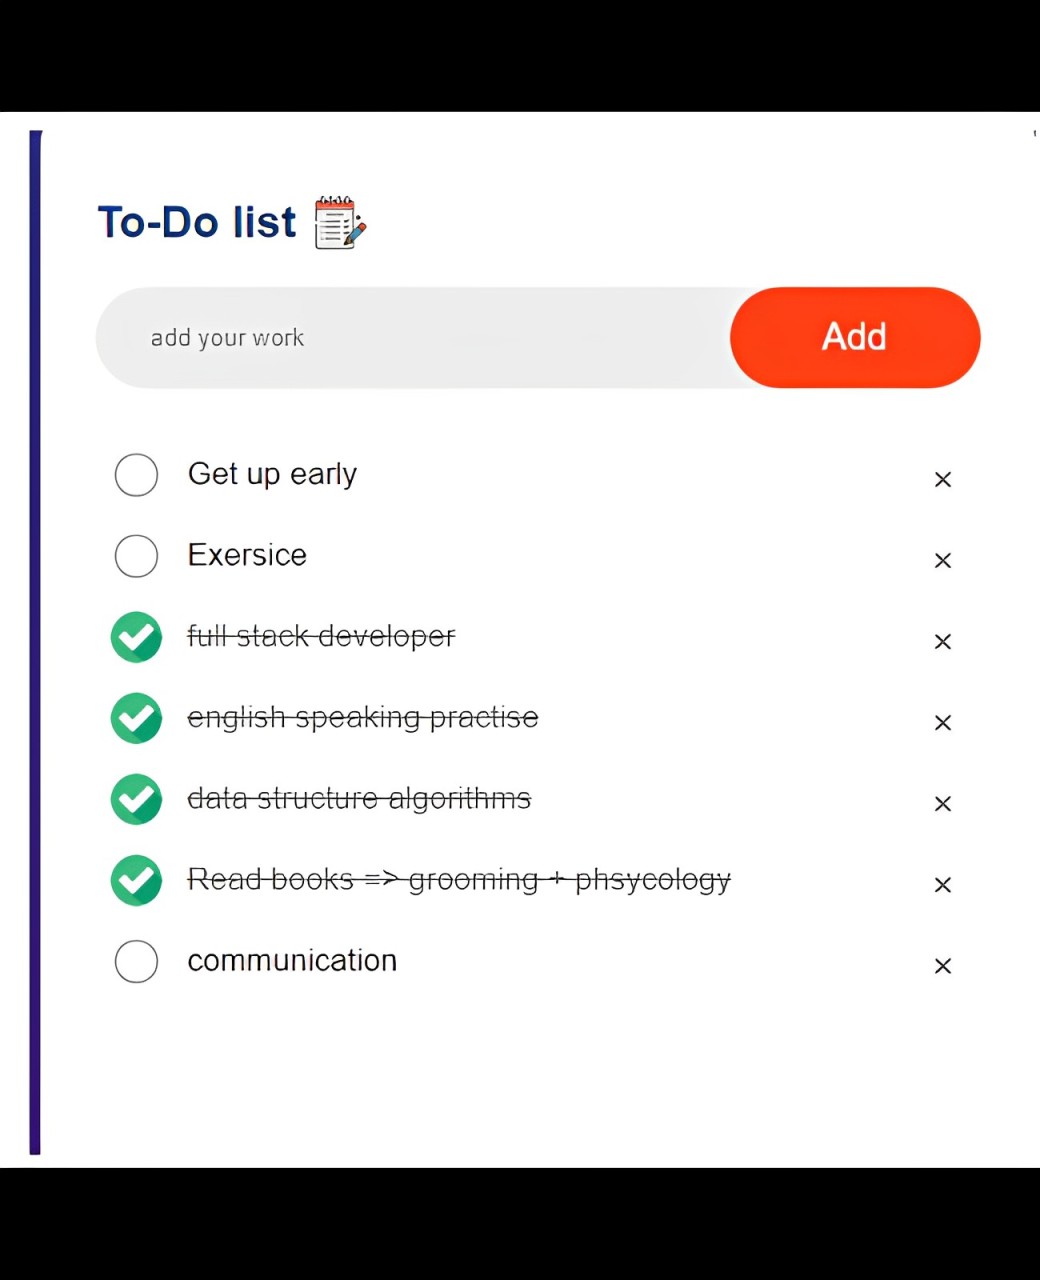 To-Do list
add your work
Add
Get up early
Exersice
full stack developer
english speaking practise
data structure algorithms
Read books => grooming + phsycology
communication